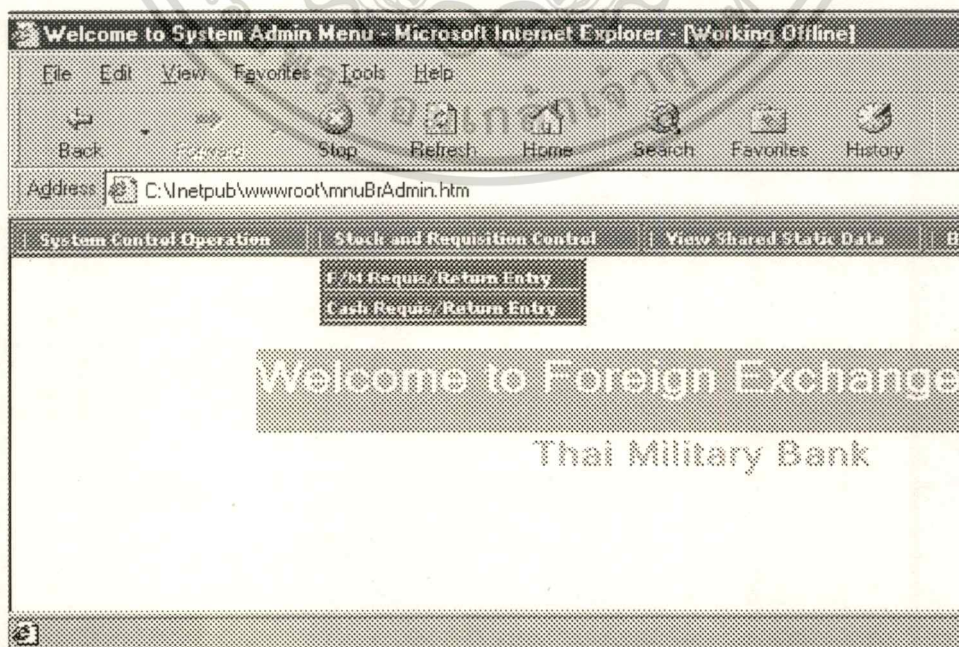 Welcome to System Admin Menu - Microsoft Internet Explorer - [Working Offline]
File Edit View Favorites Tools Help
Back Forward Stop Refresh Home Search Favorites History
Address C:\Inetpub\wwwroot\mnuBrAdmin.htm
| System Control Operation | Stock and Requisition Control | View Shared Static Data | B
F/M Requis/Return Entry
Cash Requis/Return Entry
Welcome to Foreign Exchange
Thai Military Bank